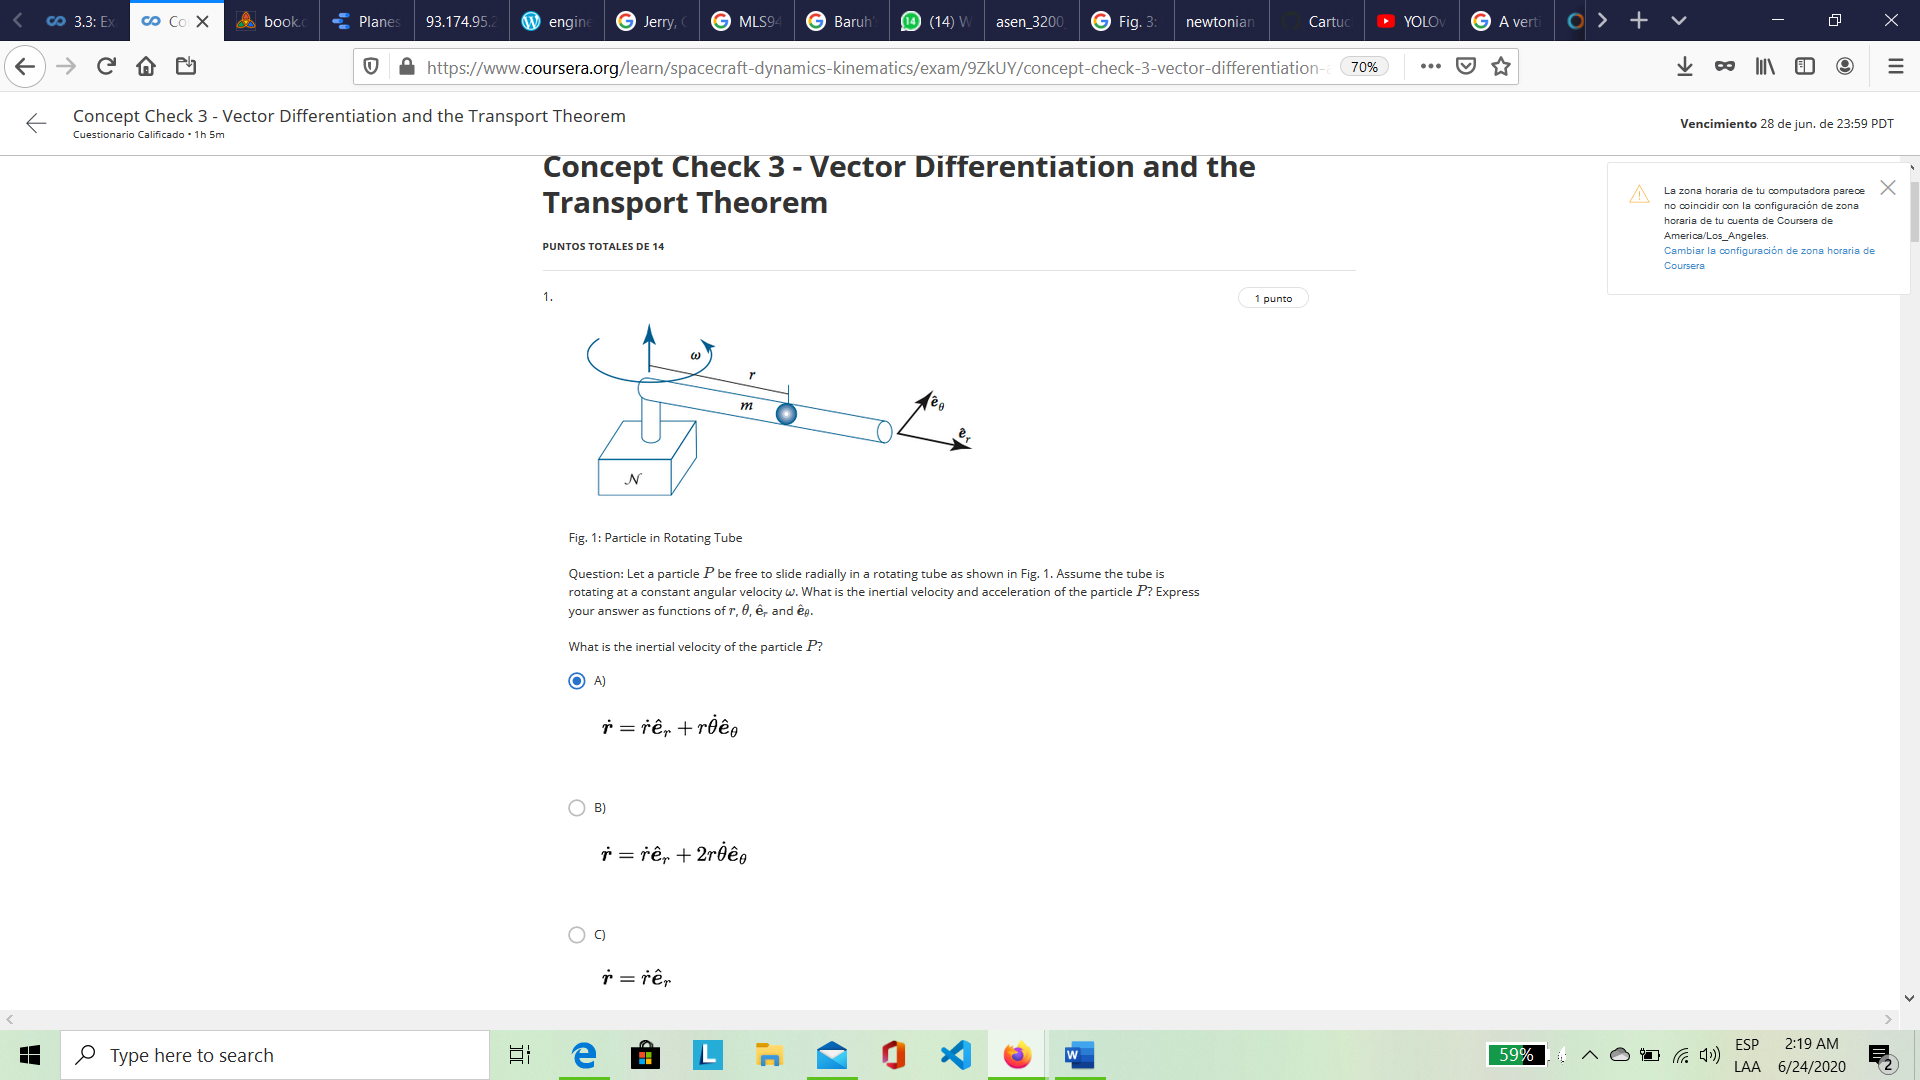 3.3: Ex
Co
book.c
Planes
93.174.95.2
engine
Jerry, 
MLS94
Baruh'
(14) W
asen_3200_
Fig. 3:
newtonian
Cartuc
YOLOv
A verti
https://www.coursera.org/learn/spacecraft-dynamics-kinematics/exam/9ZkUY/concept-check-3-vector-differentiation-a
70%
Concept Check 3 - Vector Differentiation and the Transport Theorem
Cuestionario Calificado • 1h 5m
Vencimiento 28 de jun. de 23:59 PDT
Concept Check 3 - Vector Differentiation and the
Transport Theorem
PUNTOS TOTALES DE 14
La zona horaria de tu computadora parece
no coincidir con la configuración de zona
horaria de tu cuenta de Coursera de
America/Los_Angeles.
Cambiar la configuración de zona horaria de
Coursera
1.
1 punto
ω
r
m
ê_θ
ê_r
𝒩
Fig. 1: Particle in Rotating Tube
Question: Let a particle P be free to slide radially in a rotating tube as shown in Fig. 1. Assume the tube is
rotating at a constant angular velocity ω. What is the inertial velocity and acceleration of the particle P? Express
your answer as functions of r, θ, ê_r and ê_θ.
What is the inertial velocity of the particle P?
A)
ṙ = ṙê_r + rθ̇ê_θ
B)
ṙ = ṙê_r + 2rθ̇ê_θ
C)
ṙ = ṙê_r
Type here to search
59%
ESP
LAA
2:19 AM
6/24/2020
2